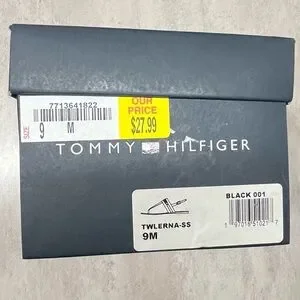 7713641822
SIZE 9 M
OUR
PRICE
$27.99
TOMMY HILFIGER
BLACK 001
TWLERNA-SS
9M